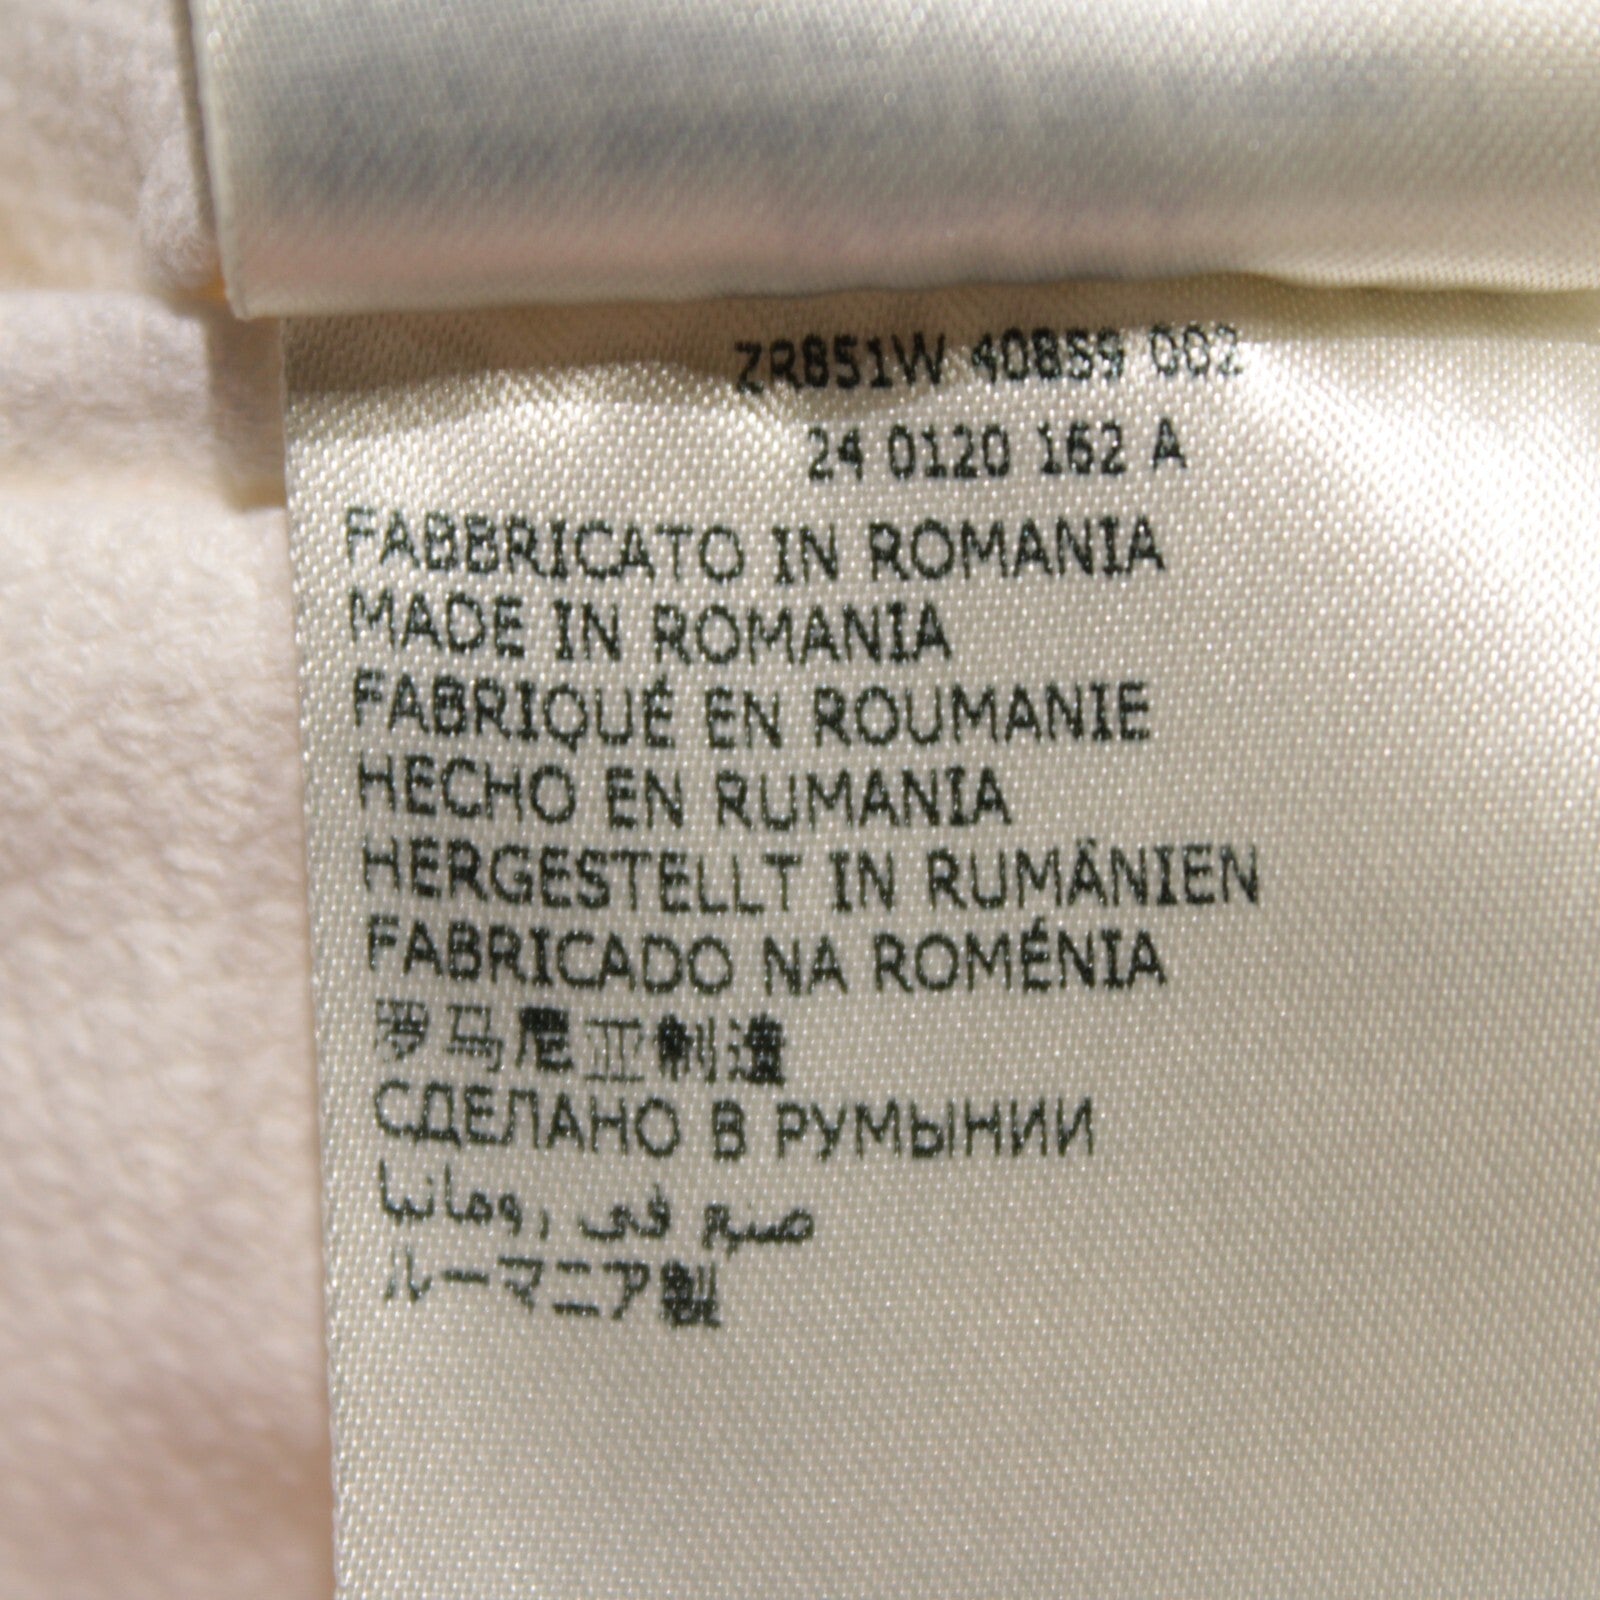 ZR851W 40859 002
24 0120 162 A
FABBRICATO IN ROMANIA
MADE IN ROMANIA
FABRIQUÉ EN ROUMANIE
HECHO EN RUMANIA
HERGESTELLT IN RUMÄNIEN
FABRICADO NA ROMÉNIA
罗马尼亚制造
СДЕЛАНО В РУМЫНИИ
صنع في رومانيا
ルーマニア製